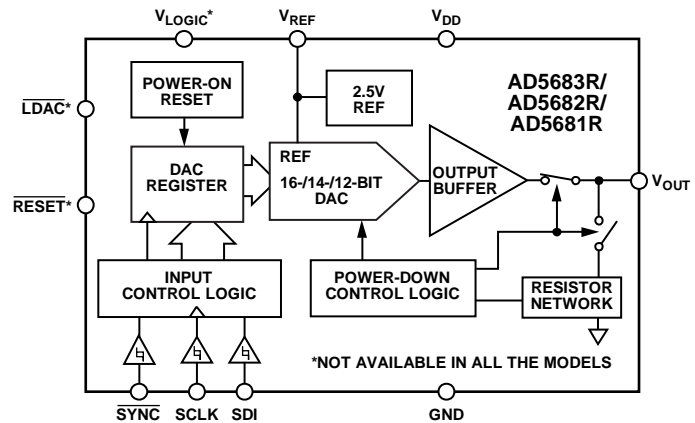 VLOGIC*
VREF
VDD
POWER-ON
RESET
2.5V
REF
AD5683R/
AD5682R/
AD5681R
LDAC*
DAC
REGISTER
REF
16-/14-/12-BIT
DAC
OUTPUT
BUFFER
VOUT
RESET*
INPUT
CONTROL LOGIC
POWER-DOWN
CONTROL LOGIC
RESISTOR
NETWORK
*NOT AVAILABLE IN ALL THE MODELS
SYNC
SCLK
SDI
GND